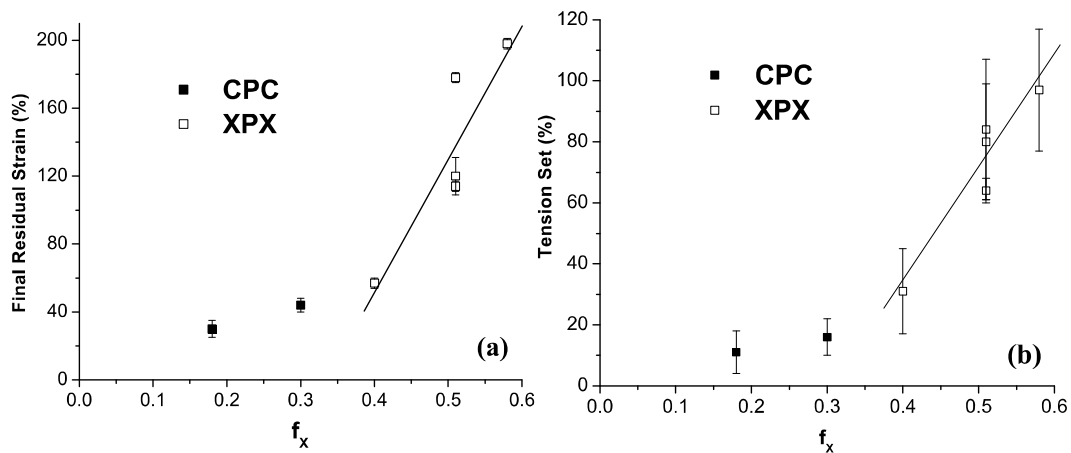 Final Residual Strain (%)
200
160
120
80
40
0
CPC
XPX
(a)
0.0 0.1 0.2 0.3 0.4 0.5 0.6
fX
Tension Set (%)
120
100
80
60
40
20
0
CPC
XPX
(b)
0.0 0.1 0.2 0.3 0.4 0.5 0.6
fX